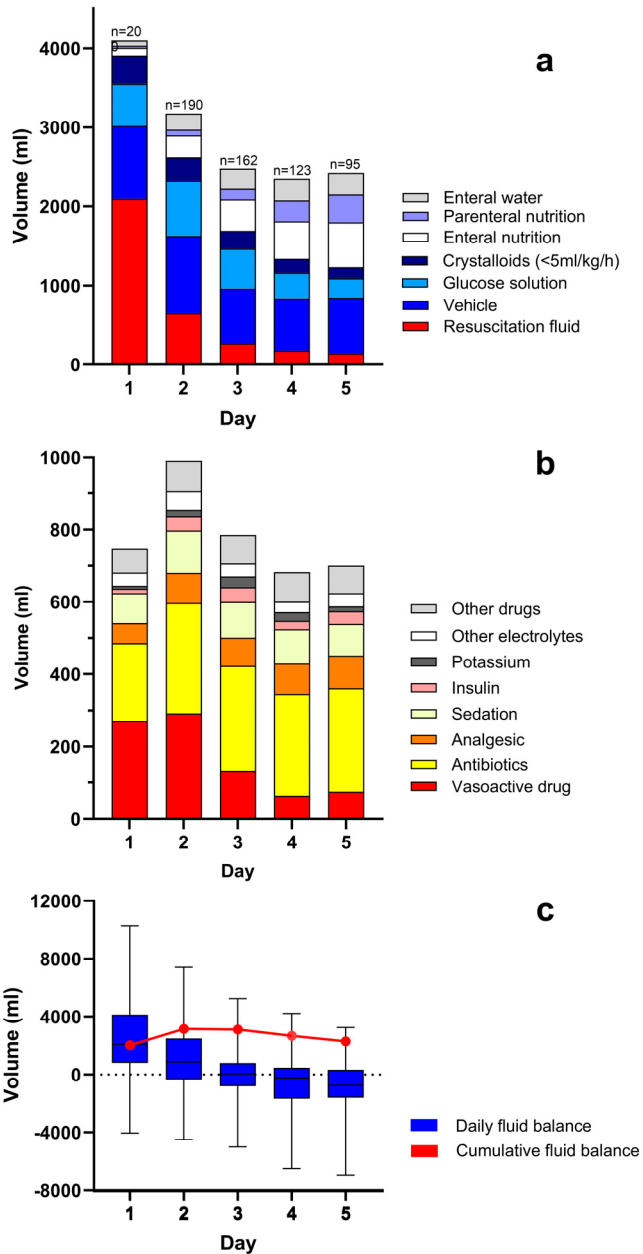 a
n=20
0
n=190
n=162
n=123
n=95
4000
3000
2000
1000
0
Volume (ml)
1 2 3 4 5
Day
Enteral water
Parenteral nutrition
Enteral nutrition
Crystalloids (<5ml/kg/h)
Glucose solution
Vehicle
Resuscitation fluid
b
1000
800
600
400
200
0
Volume (ml)
1 2 3 4 5
Day
Other drugs
Other electrolytes
Potassium
Insulin
Sedation
Analgesic
Antibiotics
Vasoactive drug
c
12000
8000
4000
0
-4000
-8000
Volume (ml)
1 2 3 4 5
Day
Daily fluid balance
Cumulative fluid balance